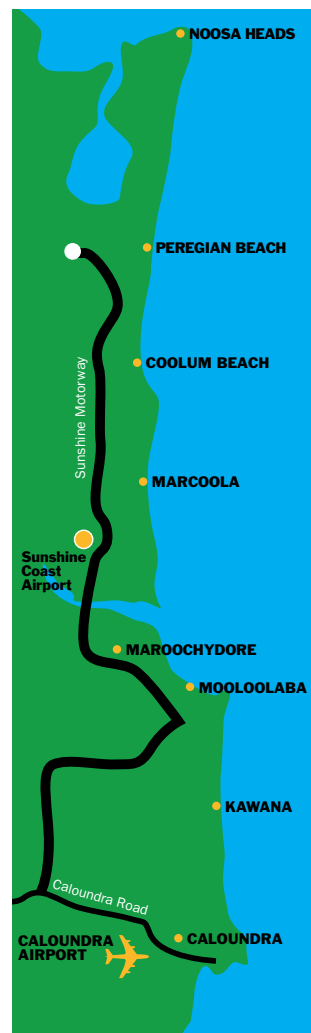 NOOSA HEADS
PEREGIAN BEACH
COOLUM BEACH
Sunshine Motorway
MARCOOLA
Sunshine
Coast
Airport
MAROOCHYDORE
MOOLOOLABA
KAWANA
Caloundra Road
CALOUNDRA
AIRPORT
CALOUNDRA